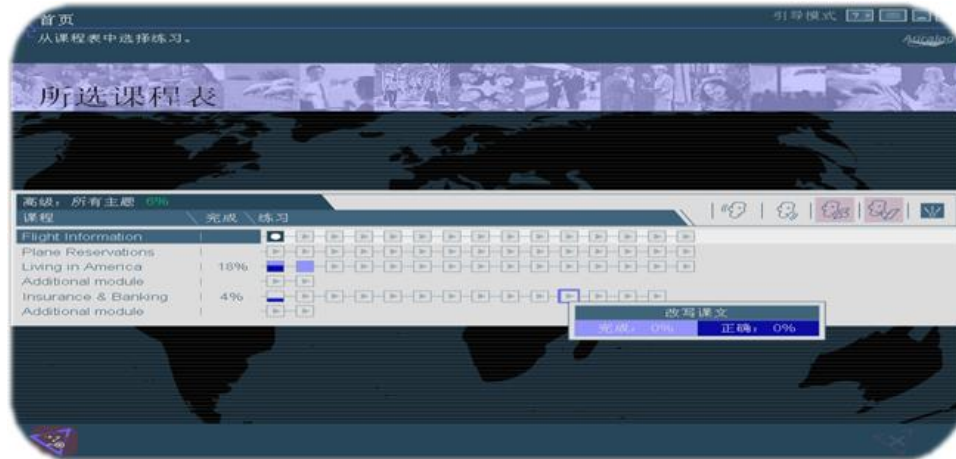 首页
引导模式
从课程表中选择练习。
Auralog
所选课程表
高级：所有主题 6%
课程 完成 练习
Flight Information
Plane Reservations
Living in America 18%
Additional module
Insurance & Banking 4%
Additional module
改写课文
完成：0% 正确：0%